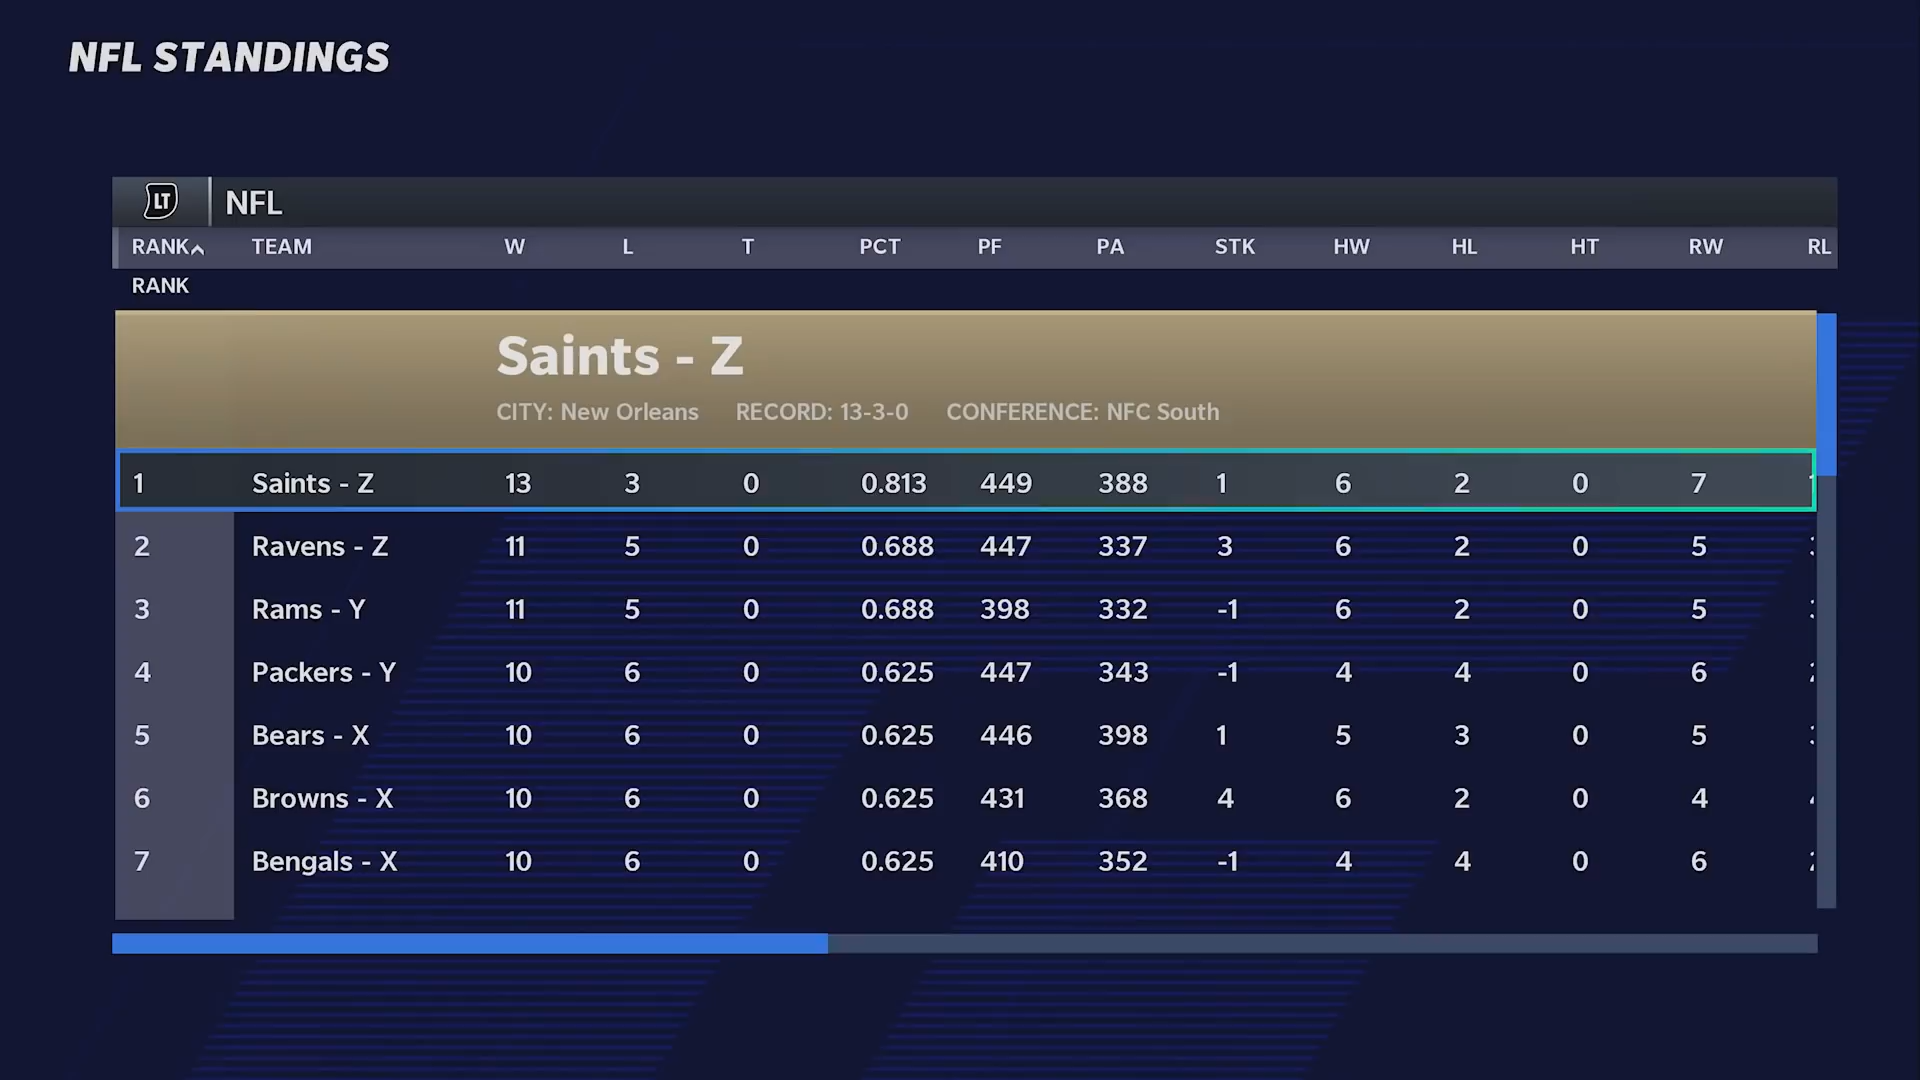 NFL STANDINGS
LT NFL
RANK TEAM W L T PCT PF PA STK HW HL HT RW RL
RANK
Saints - Z
CITY: New Orleans RECORD: 13-3-0 CONFERENCE: NFC South
1 Saints - Z 13 3 0 0.813 449 388 1 6 2 0 7
2 Ravens - Z 11 5 0 0.688 447 337 3 6 2 0 5
3 Rams - Y 11 5 0 0.688 398 332 -1 6 2 0 5
4 Packers - Y 10 6 0 0.625 447 343 -1 4 4 0 6
5 Bears - X 10 6 0 0.625 446 398 1 5 3 0 5
6 Browns - X 10 6 0 0.625 431 368 4 6 2 0 4
7 Bengals - X 10 6 0 0.625 410 352 -1 4 4 0 6